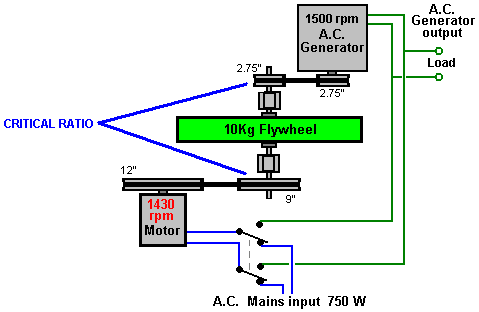 1500 rpm
A.C.
Generator
A.C.
Generator
output
Load
2.75"
2.75"
CRITICAL RATIO
10Kg Flywheel
12"
9"
1430
rpm
Motor
A.C. Mains input 750 W